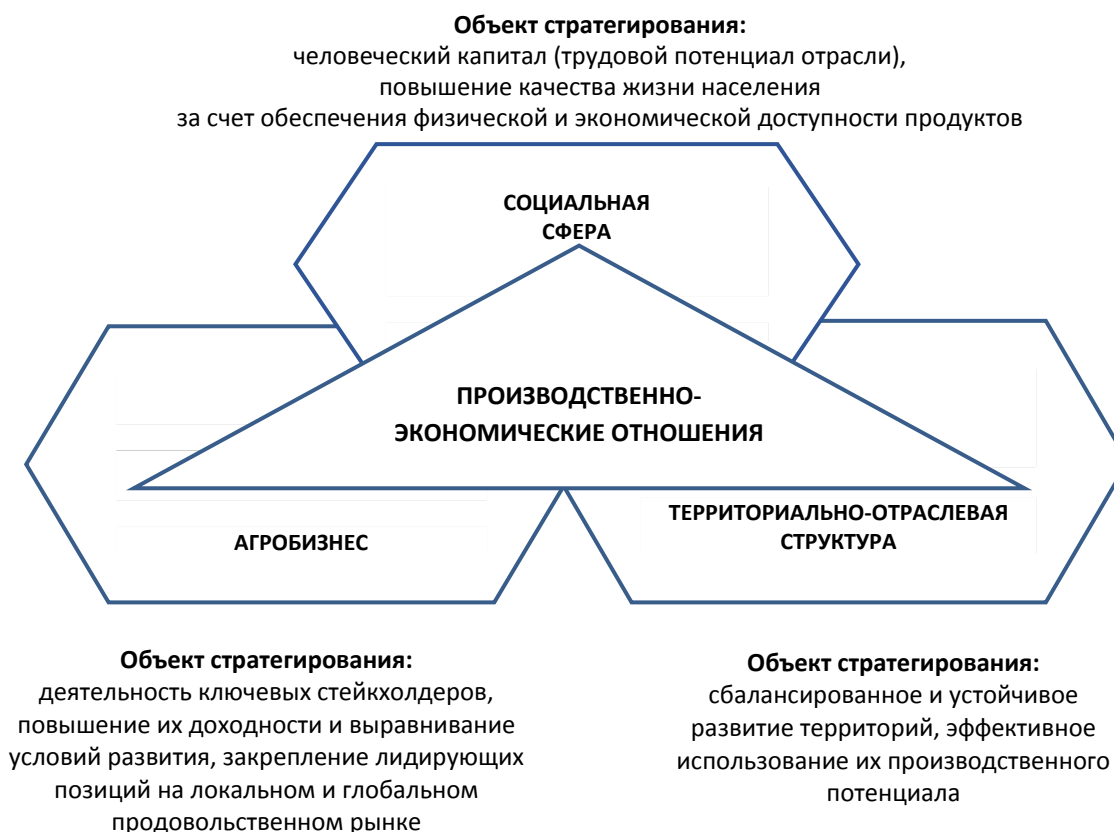 Объект стратегирования:
человеческий капитал (трудовой потенциал отрасли),
повышение качества жизни населения
за счет обеспечения физической и экономической доступности продуктов
СОЦИАЛЬНАЯ
СФЕРА
ПРОИЗВОДСТВЕННО-
ЭКОНОМИЧЕСКИЕ ОТНОШЕНИЯ
АГРОБИЗНЕС
ТЕРРИТОРИАЛЬНО-ОТРАСЛЕВАЯ
СТРУКТУРА
Объект стратегирования:
деятельность ключевых стейкхолдеров,
повышение их доходности и выравнивание
условий развития, закрепление лидирующих
позиций на локальном и глобальном
продовольственном рынке
Объект стратегирования:
сбалансированное и устойчивое
развитие территорий, эффективное
использование их производственного
потенциала